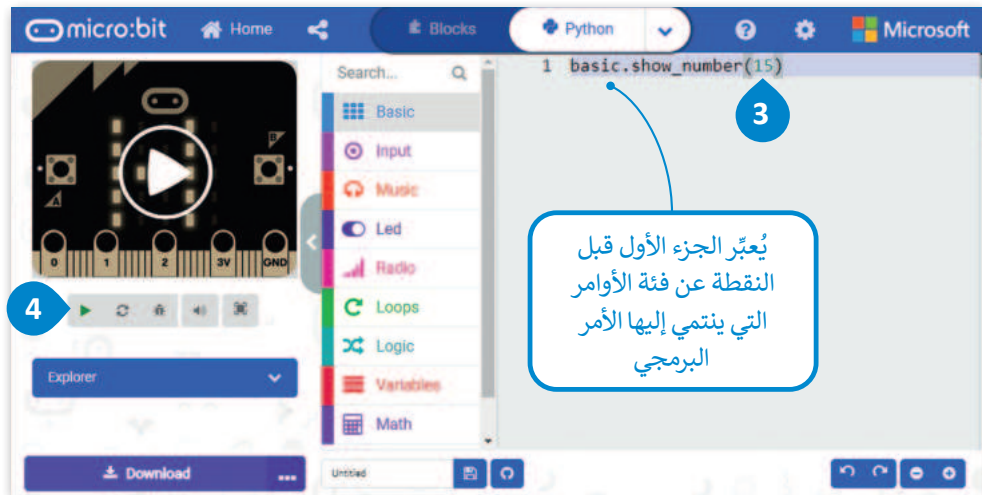 micro:bit Home Blocks Python Microsoft
Search...
Basic
Input
Music
Led
Radio
Loops
Logic
Variables
Math
1 basic.show_number(15)
3
يُعبِّر الجزء الأول قبل
النقطة عن فئة الأوامر
التي ينتمي إليها الأمر
البرمجي
A
B
0 1 2 3V GND
4
Explorer
Download
Untitled